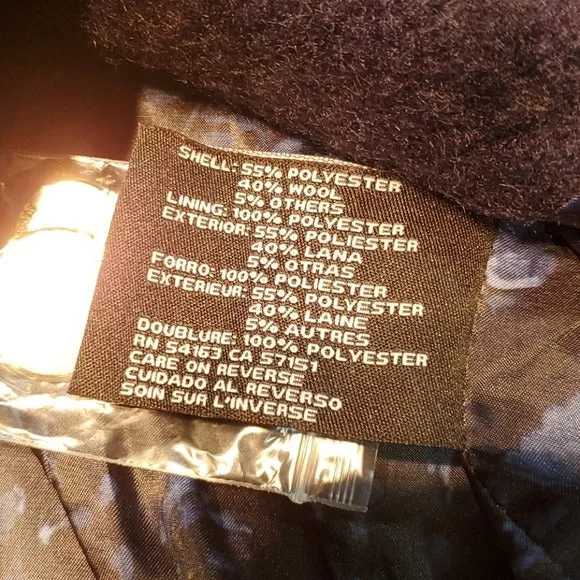 SHELL: 55% POLYESTER
40% WOOL
5% OTHERS
LINING: 100% POLYESTER
EXTERIOR: 55% POLIESTER
40% LANA
5% OTRAS
FORRO: 100% POLIESTER
EXTERIEUR: 55% POLYESTER
40% LAINE
5% AUTRES
DOUBLURE: 100% POLYESTER
RN 54163 CA 57151
CARE ON REVERSE
CUIDADO AL REVERSO
SOIN SUR L'INVERSE